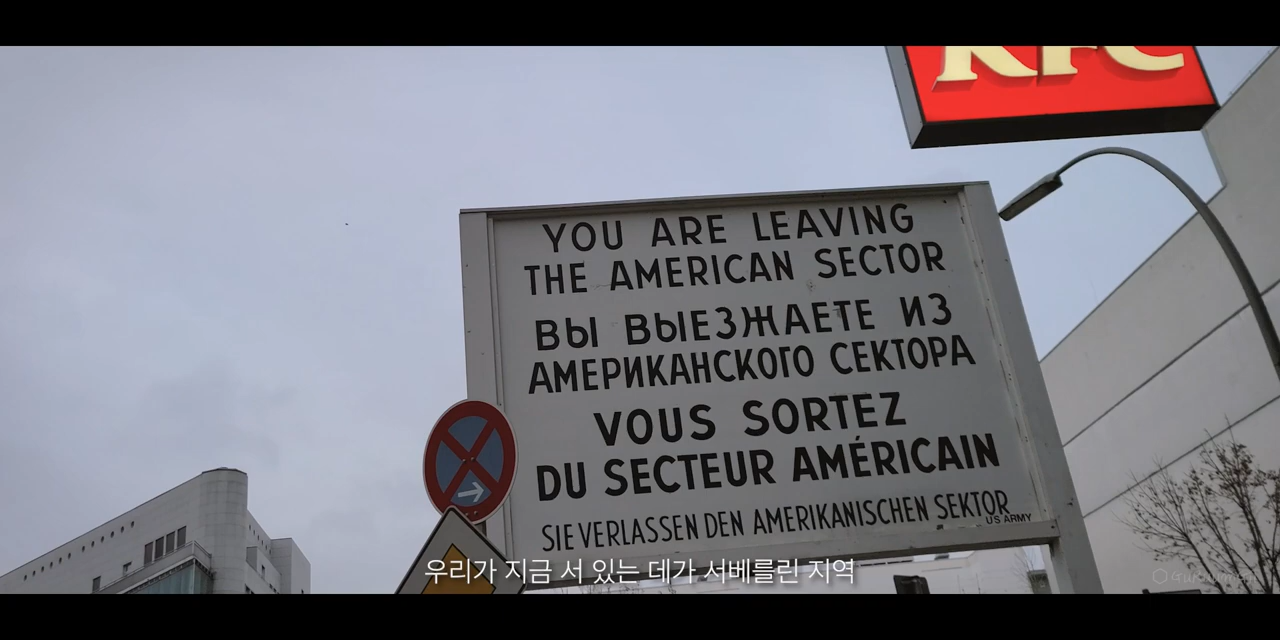 KFC
YOU ARE LEAVING
THE AMERICAN SECTOR
ВЫ ВЫЕЗЖАЕТЕ ИЗ
АМЕРИКАНСКОГО СЕКТОРА
VOUS SORTEZ
DU SECTEUR AMÉRICAIN
SIE VERLASSEN DEN AMERIKANISCHEN SEKTOR
US ARMY
우리가 지금 서 있는 데가 서베를린 지역